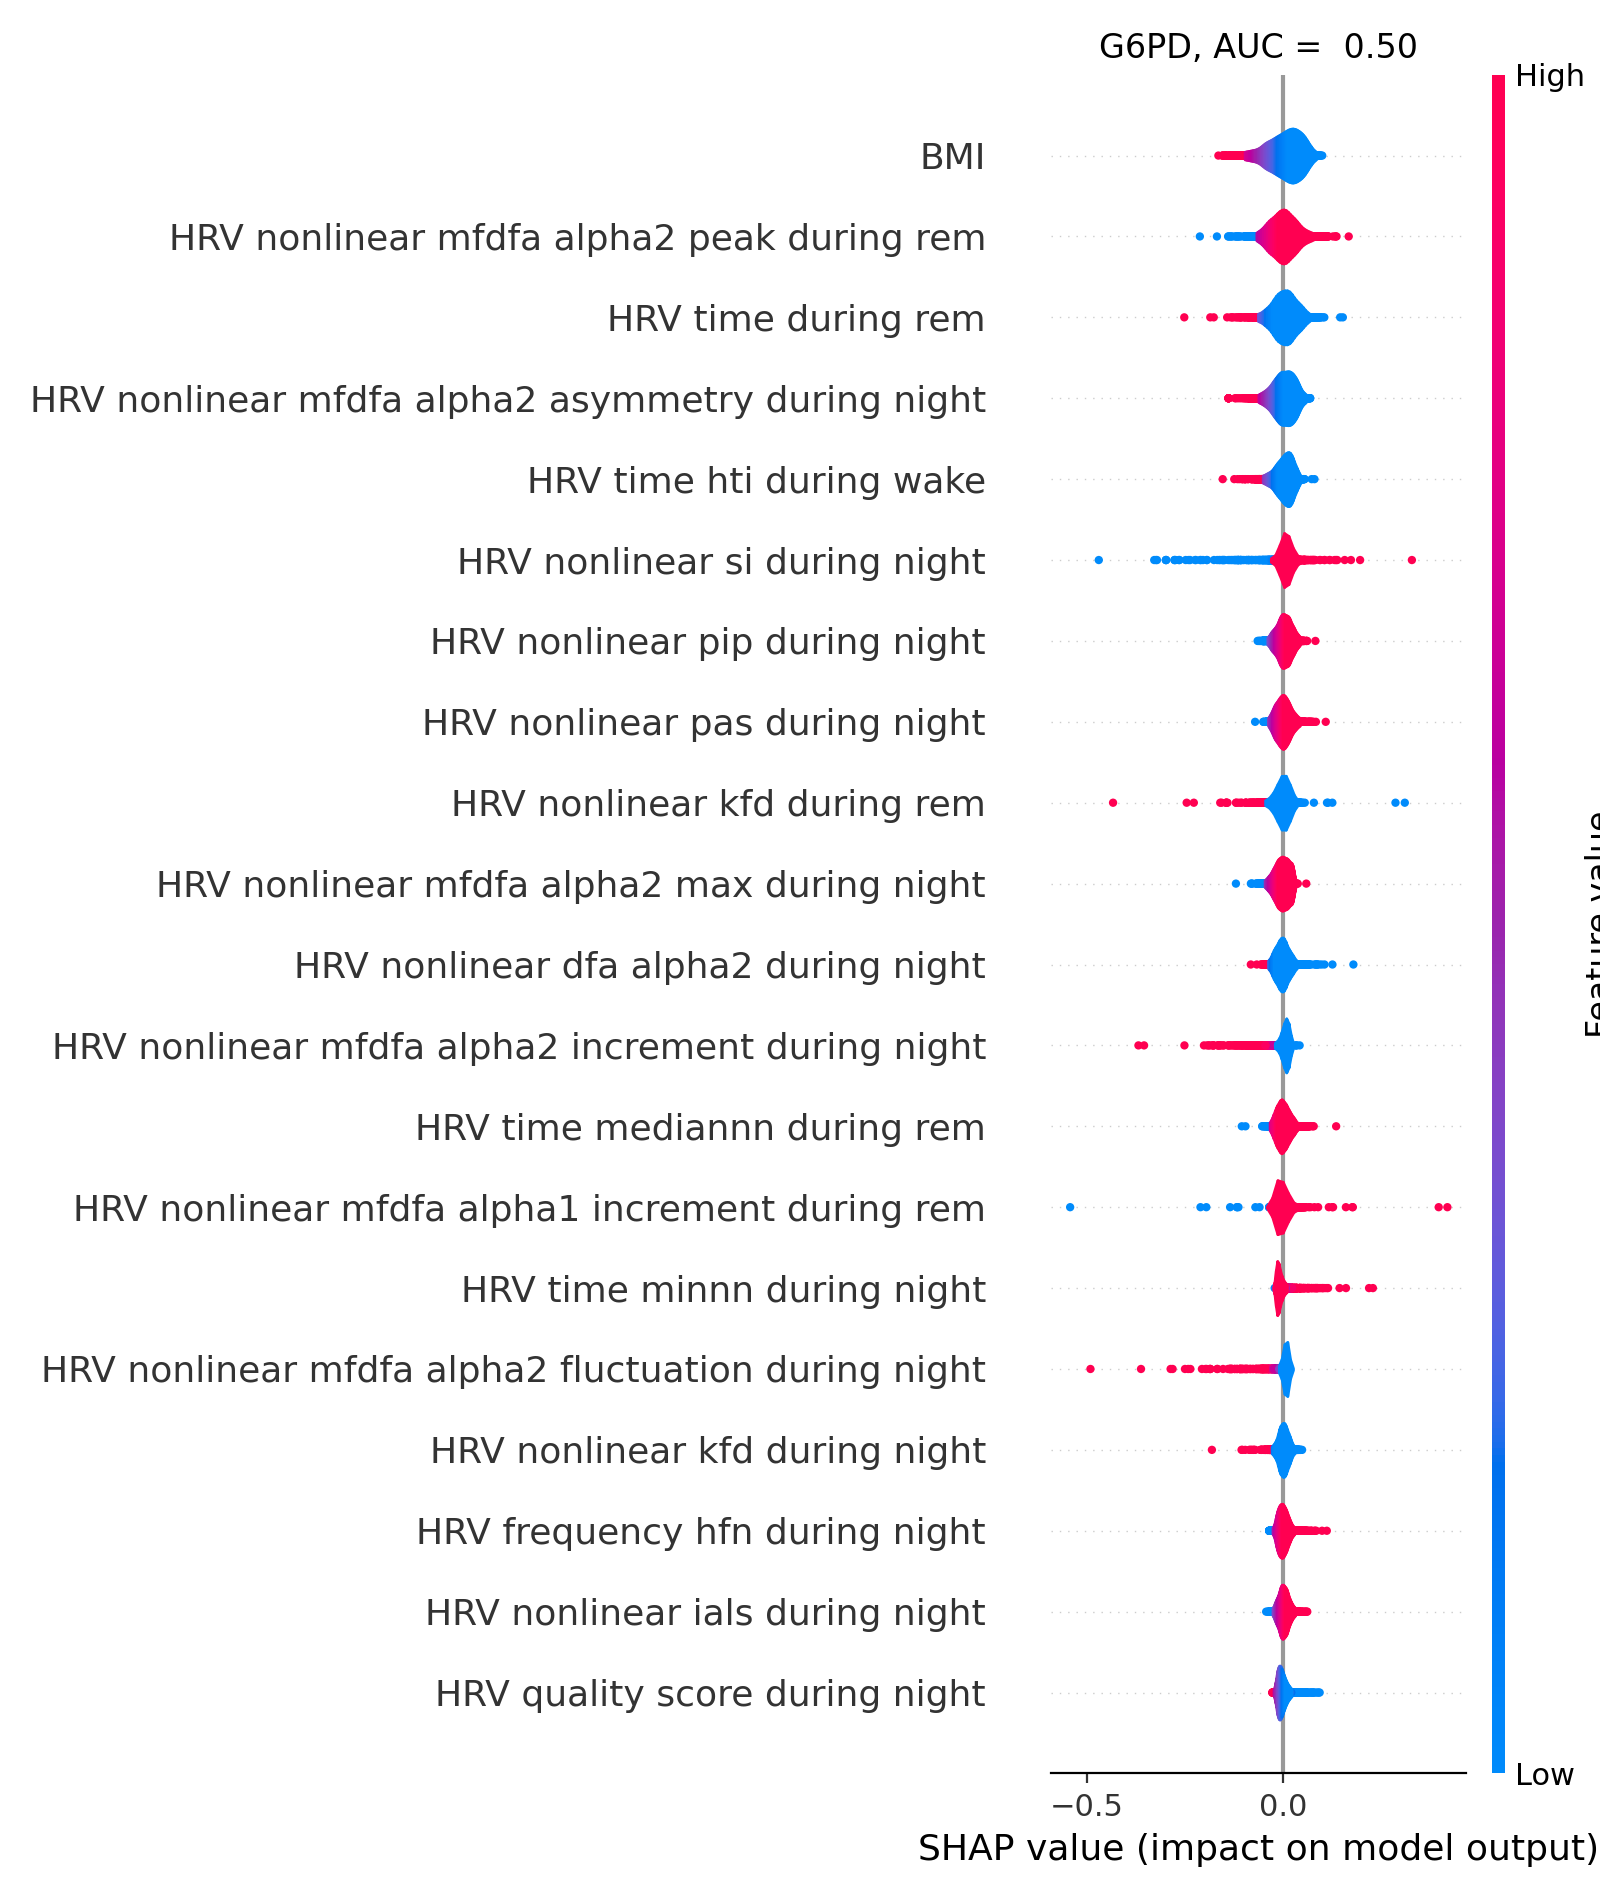 G6PD, AUC =  0.50
High
BMI
HRV nonlinear mfdfa alpha2 peak during rem
HRV time during rem
HRV nonlinear mfdfa alpha2 asymmetry during night
HRV time hti during wake
HRV nonlinear si during night
HRV nonlinear pip during night
HRV nonlinear pas during night
HRV nonlinear kfd during rem
HRV nonlinear mfdfa alpha2 max during night
HRV nonlinear dfa alpha2 during night
HRV nonlinear mfdfa alpha2 increment during night
HRV time mediannn during rem
HRV nonlinear mfdfa alpha1 increment during rem
HRV time minnn during night
HRV nonlinear mfdfa alpha2 fluctuation during night
HRV nonlinear kfd during night
HRV frequency hfn during night
HRV nonlinear ials during night
HRV quality score during night
Feature value
Low
−0.5
0.0
SHAP value (impact on model output)